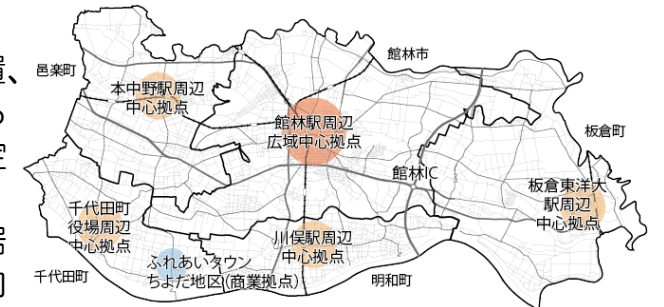 館林市
邑楽町
本中野駅周辺
中心拠点
館林駅周辺
広域中心拠点
板倉町
館林IC
板倉東洋大
駅周辺
中心拠点
千代田町
役場周辺
中心拠点
川俣駅周辺
中心拠点
ふれあいタウン
ちよだ地区(商業拠点)
千代田町
明和町